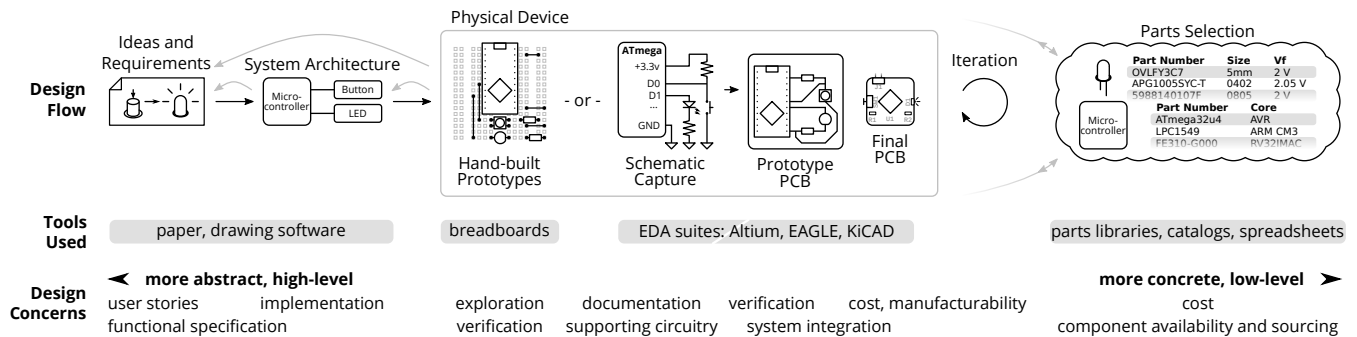 Physical Device
Parts Selection
Ideas and
Requirements
System Architecture
Iteration
Design
Flow
Micro-
controller
Button
LED
- or -
ATmega
+3.3v
D0
D1
...
GND
Hand-built
Prototypes
Schematic
Capture
Prototype
PCB
J1
R1
U1
Final
PCB
Part Number Size Vf
OVLFY3C7 5mm 2 V
APG1005SYC-T 0402 2.05 V
5988140107F 0805 2 V
Micro-
controller
Part Number Core
ATmega32u4 AVR
LPC1549 ARM CM3
FE310-G000 RV32IMAC
Tools
Used
paper, drawing software
breadboards
EDA suites: Altium, EAGLE, KiCAD
parts libraries, catalogs, spreadsheets
Design
Concerns
more abstract, high-level
more concrete, low-level
user stories implementation exploration documentation verification cost, manufacturability cost
functional specification verification supporting circuitry system integration component availability and sourcing